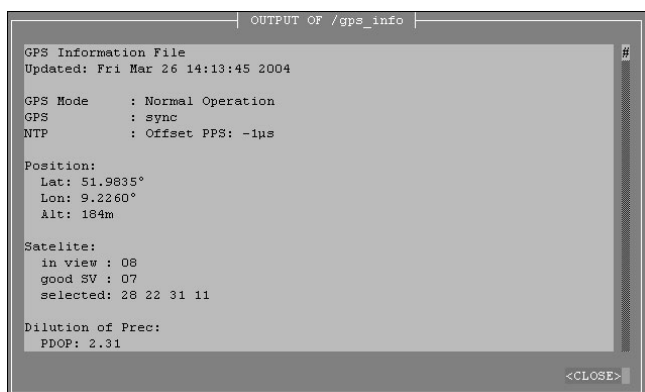 OUTPUT OF /gps_info
GPS Information File
#
Updated: Fri Mar 26 14:13:45 2004
GPS Mode : Normal Operation
GPS : sync
NTP : Offset PPS: -1µs
Position:
Lat: 51.9835°
Lon: 9.2260°
Alt: 184m
Satelite:
in view : 08
good SV : 07
selected: 28 22 31 11
Dilution of Prec:
PDOP: 2.31
<CLOSE>